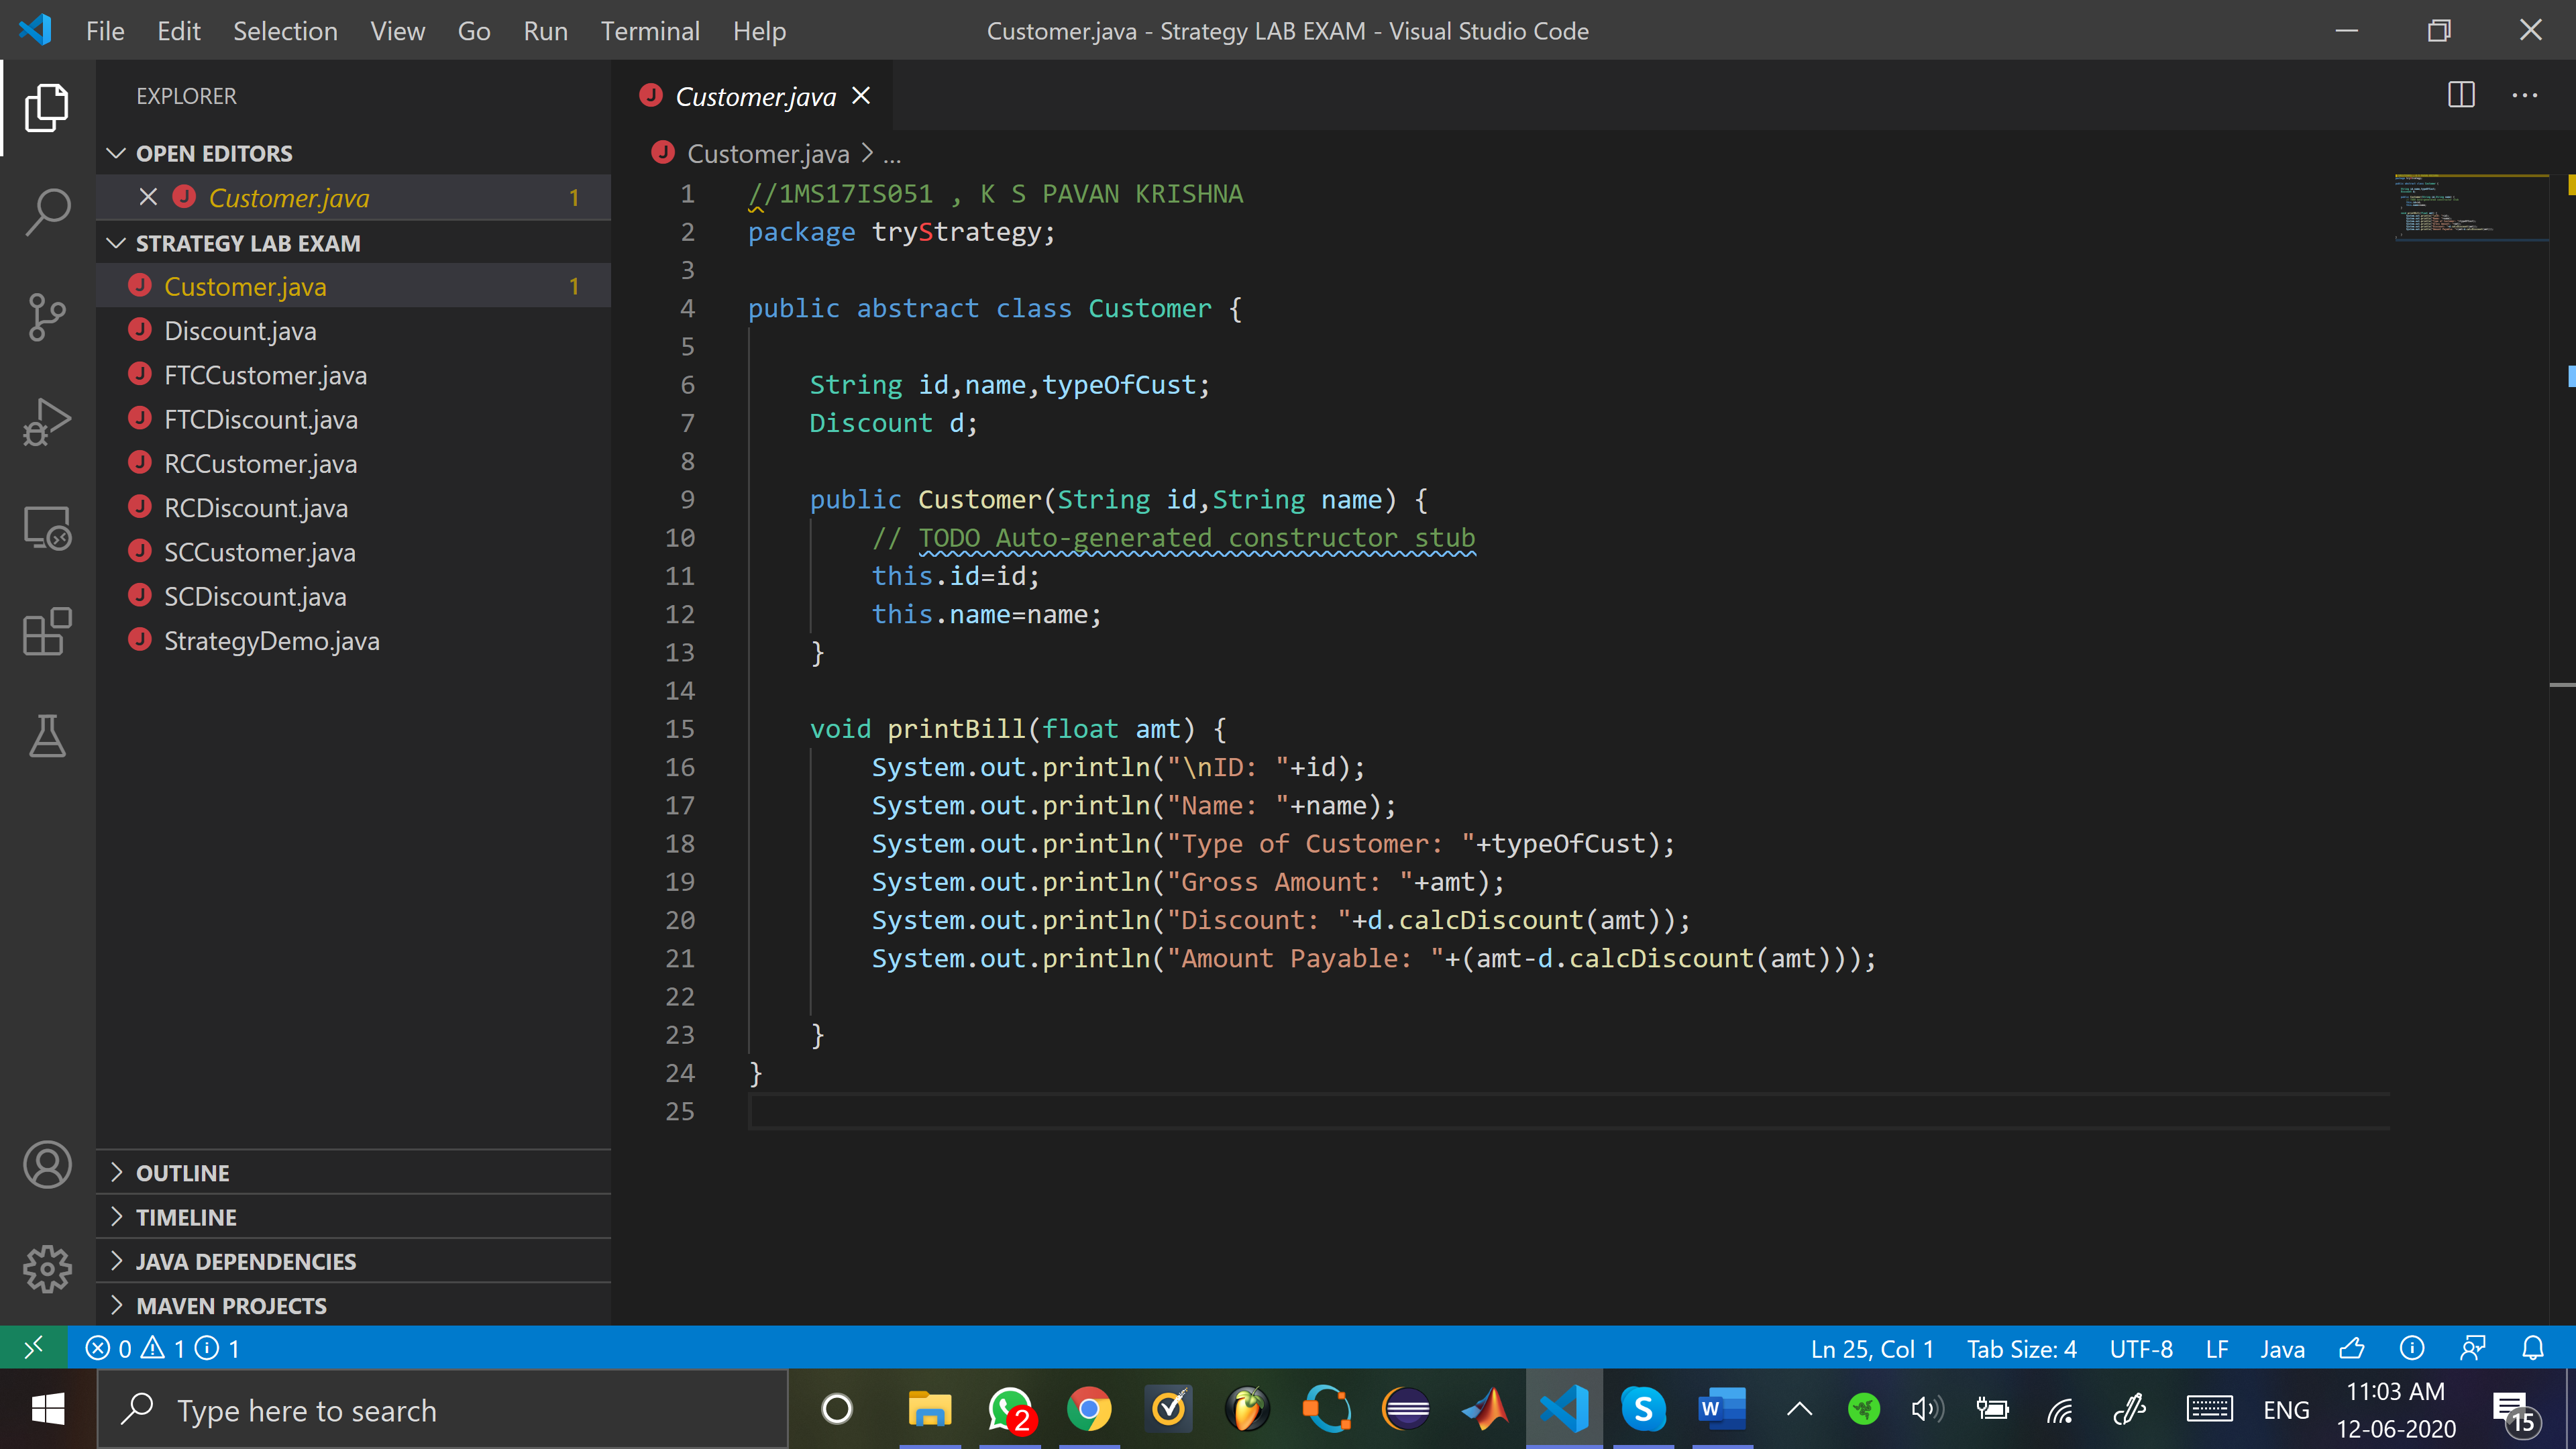 File Edit Selection View Go Run Terminal Help
Customer.java - Strategy LAB EXAM - Visual Studio Code
EXPLORER
OPEN EDITORS
Customer.java 1
STRATEGY LAB EXAM
Customer.java 1
Discount.java
FTCCustomer.java
FTCDiscount.java
RCCustomer.java
RCDiscount.java
SCCustomer.java
SCDiscount.java
StrategyDemo.java
OUTLINE
TIMELINE
JAVA DEPENDENCIES
MAVEN PROJECTS
Customer.java
Customer.java > ...
1 //1MS17IS051 , K S PAVAN KRISHNA
2 package tryStrategy;
3
4 public abstract class Customer {
5
6 String id,name,typeOfCust;
7 Discount d;
8
9 public Customer(String id,String name) {
10 // TODO Auto-generated constructor stub
11 this.id=id;
12 this.name=name;
13 }
14
15 void printBill(float amt) {
16 System.out.println("\nID: "+id);
17 System.out.println("Name: "+name);
18 System.out.println("Type of Customer: "+typeOfCust);
19 System.out.println("Gross Amount: "+amt);
20 System.out.println("Discount: "+d.calcDiscount(amt));
21 System.out.println("Amount Payable: "+(amt-d.calcDiscount(amt)));
22
23 }
24 }
25
0 1 1
Ln 25, Col 1 Tab Size: 4 UTF-8 LF Java
Type here to search
2
S
W
ENG
11:03 AM
12-06-2020
15